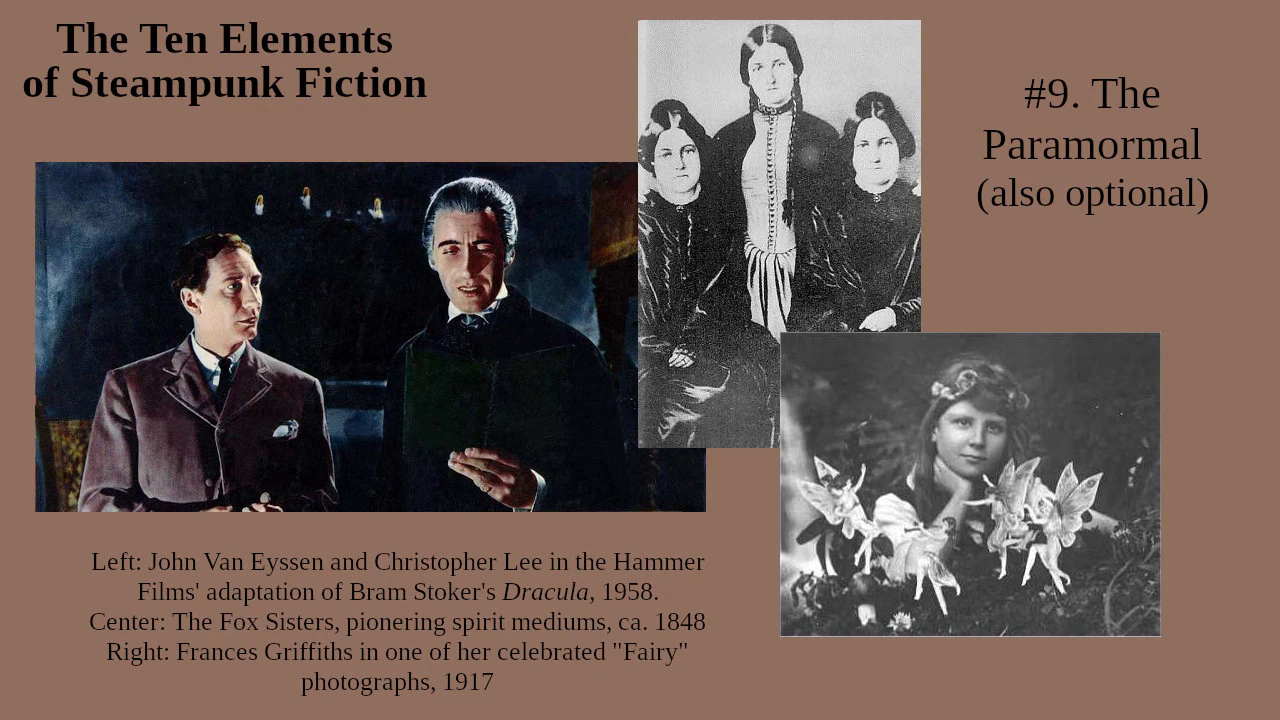 The Ten Elements
of Steampunk Fiction
#9. The
Paramormal
(also optional)
Left: John Van Eyssen and Christopher Lee in the Hammer
Films' adaptation of Bram Stoker's Dracula, 1958.
Center: The Fox Sisters, pionering spirit mediums, ca. 1848
Right: Frances Griffiths in one of her celebrated "Fairy"
photographs, 1917